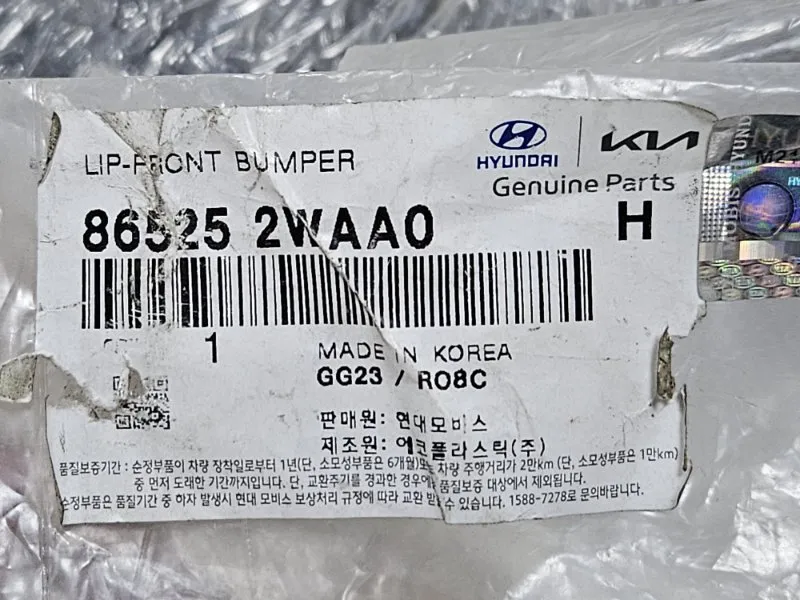 HYUNDAI KIA
LIP-FRONT BUMPER
Genuine Parts
86525 2WAA0 H
1
MADE IN KOREA
GG23 / R08C
판매원: 현대모비스
제조원: 에코플라스틱(주)
품질보증기간 : 순정부품이 차량 장착일로부터 1년(단, 소모성부품은 6개월) 차량 주행거리가 2만km (단, 소모성부품은 1만km)
중 먼저 도래한 기간까지입니다. 단, 교환주기를 경과한 경우에 품질보증 대상에서 제외됩니다.
순정부품은 품질기간 중 하자 발생시 현대 모비스 보상처리 규정에 따라 교환 받 수 있습니다. 1588-7278로 문의바랍니다.
HYUND